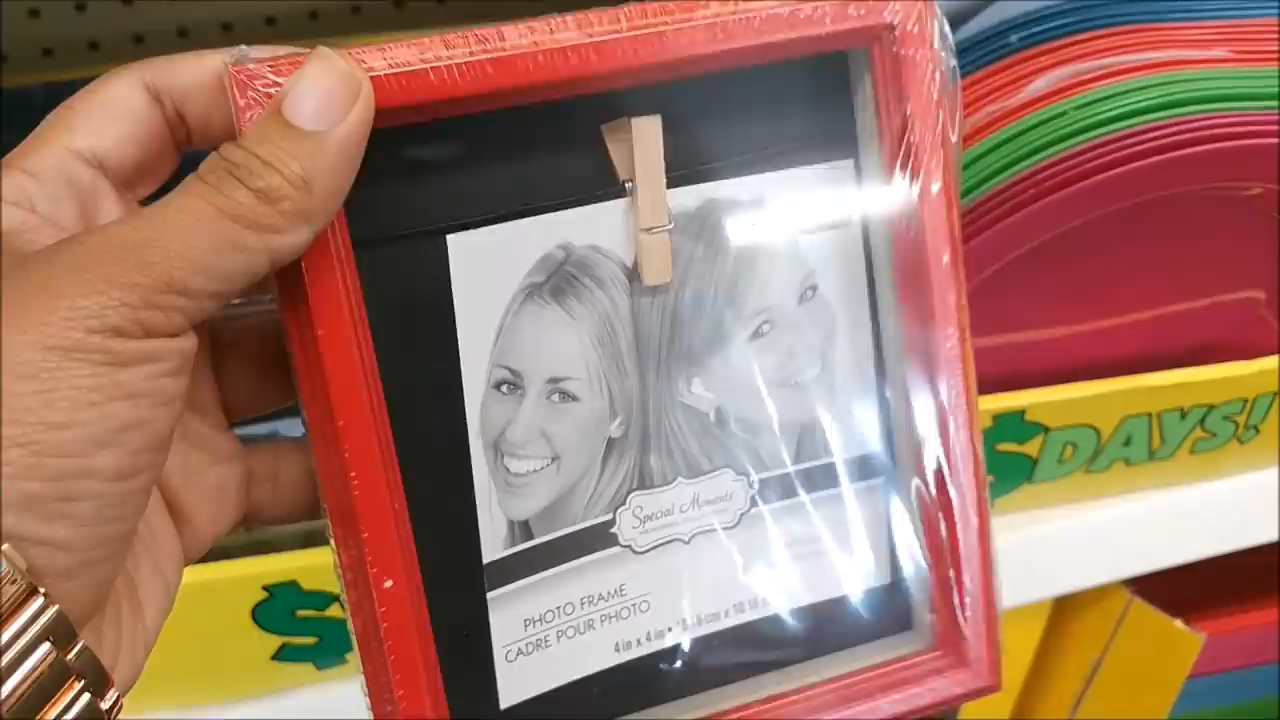 Special Moments
PHOTO FRAME
CADRE POUR PHOTO
4 in x 4 in
$DAYS!
$